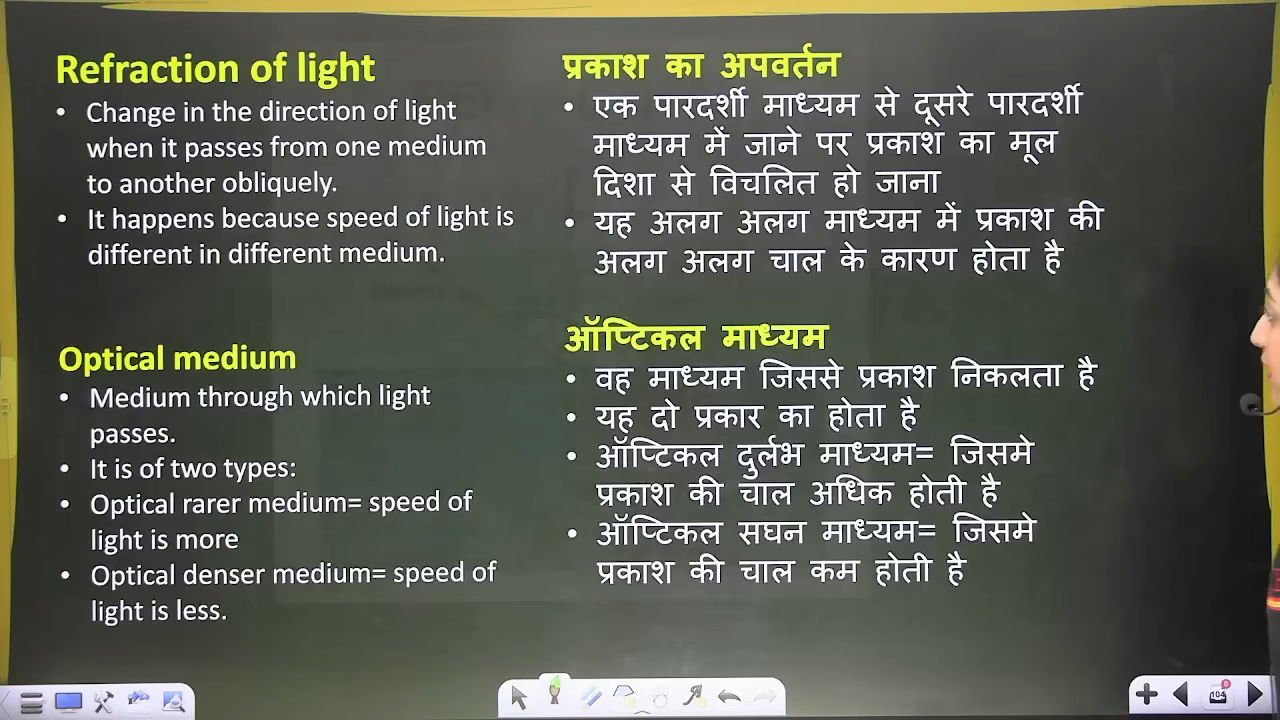 Refraction of light
• Change in the direction of light
when it passes from one medium
to another obliquely.
• It happens because speed of light is
different in different medium.
Optical medium
• Medium through which light
passes.
• It is of two types:
• Optical rarer medium= speed of
light is more
• Optical denser medium= speed of
light is less.
प्रकाश का अपवर्तन
• एक पारदर्शी माध्यम से दूसरे पारदर्शी
माध्यम में जाने पर प्रकाश का मूल
दिशा से विचलित हो जाना
• यह अलग अलग माध्यम में प्रकाश की
अलग अलग चाल के कारण होता है
ऑप्टिकल माध्यम
• वह माध्यम जिससे प्रकाश निकलता है
• यह दो प्रकार का होता है
• ऑप्टिकल दुर्लभ माध्यम= जिसमे
प्रकाश की चाल अधिक होती है
• ऑप्टिकल सघन माध्यम= जिसमे
प्रकाश की चाल कम होती है
104